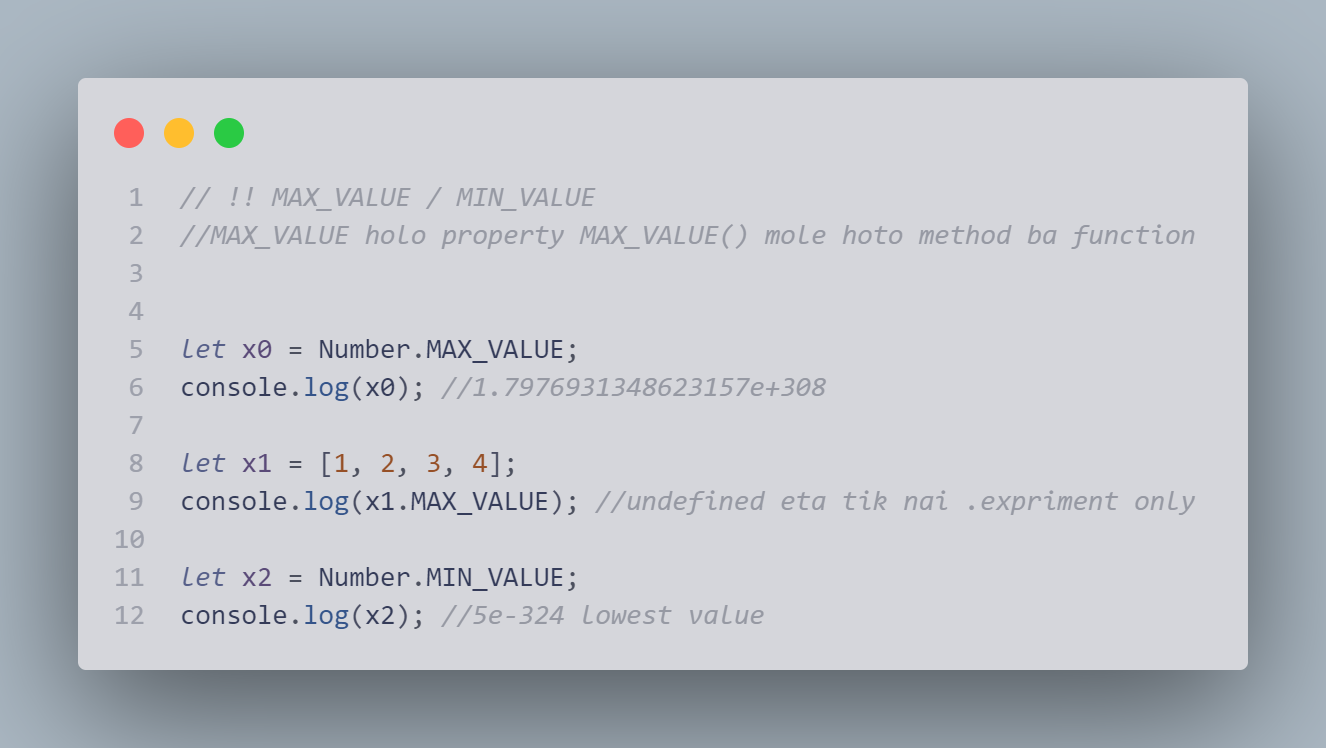 1 // !! MAX_VALUE / MIN_VALUE
2 //MAX_VALUE holo property MAX_VALUE() mole hoto method ba function
3
4
5 let x0 = Number.MAX_VALUE;
6 console.log(x0); //1.7976931348623157e+308
7
8 let x1 = [1, 2, 3, 4];
9 console.log(x1.MAX_VALUE); //undefined eta tik nai .expriment only
10
11 let x2 = Number.MIN_VALUE;
12 console.log(x2); //5e-324 lowest value